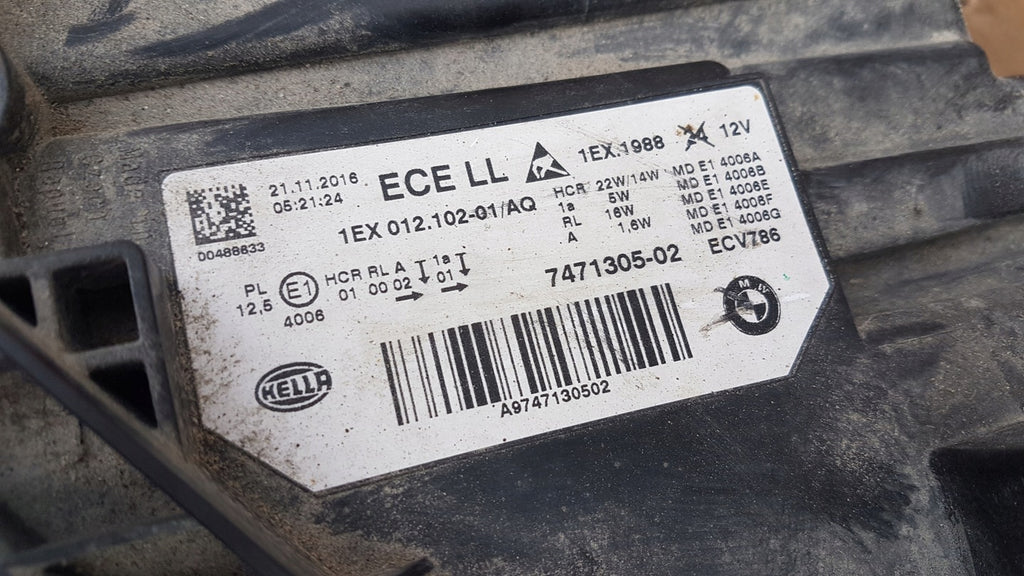 21.11.2016
05:21:24
D0488633
ECE LL
1EX.1988 24 12V
1EX 012.102-01/AQ
HCR 22W/14W MD E1 4006A
1a 5W MD E1 4006B
RL 16W MD E1 4006E
A 1,6W MD E1 4006F
MD E1 4006G
7471305-02 ECV786
PL
12,5
E1
4006
HCR RL A ↓ 1a ↓
01 00 02 → 01 →
HELLA
A9747130502
BMW